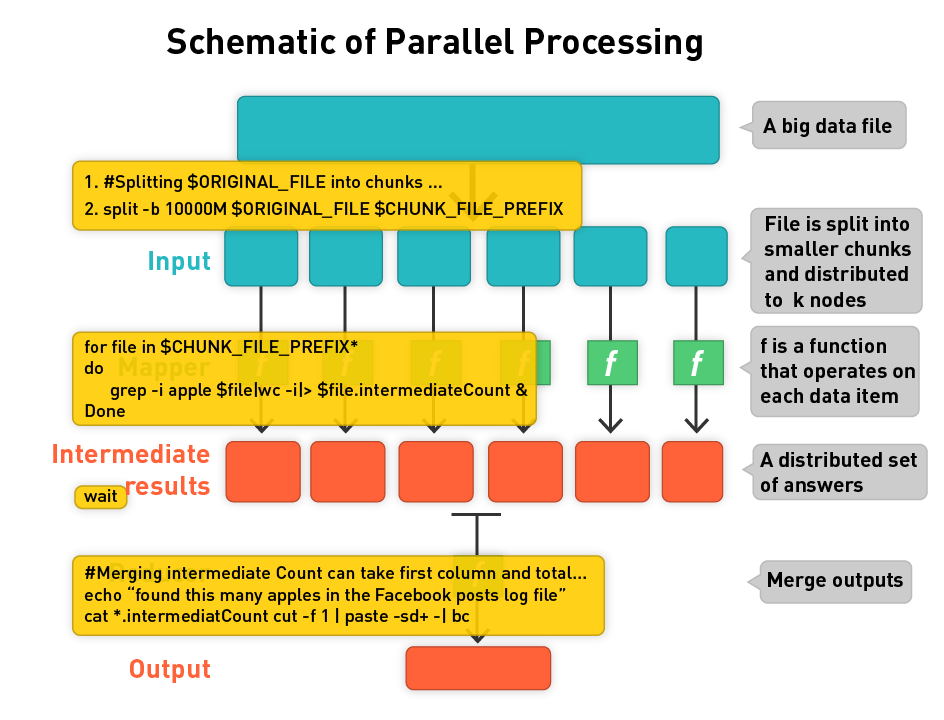 Schematic of Parallel Processing
A big data file
1. #Splitting $ORIGINAL_FILE into chunks ...
2. split -b 10000M $ORIGINAL_FILE $CHUNK_FILE_PREFIX
Input
File is split into
smaller chunks
and distributed
to k nodes
for file in $CHUNK_FILE_PREFIX*
do
grep -i apple $file|wc -i|> $file.intermediateCount &
Done
Mapper
f f f f f f
f is a function
that operates on
each data item
Intermediate
results
wait
A distributed set
of answers
#Merging intermediate Count can take first column and total...
echo “found this many apples in the Facebook posts log file”
cat *.intermediatCount cut -f 1 | paste -sd+ -| bc
Merge outputs
Output